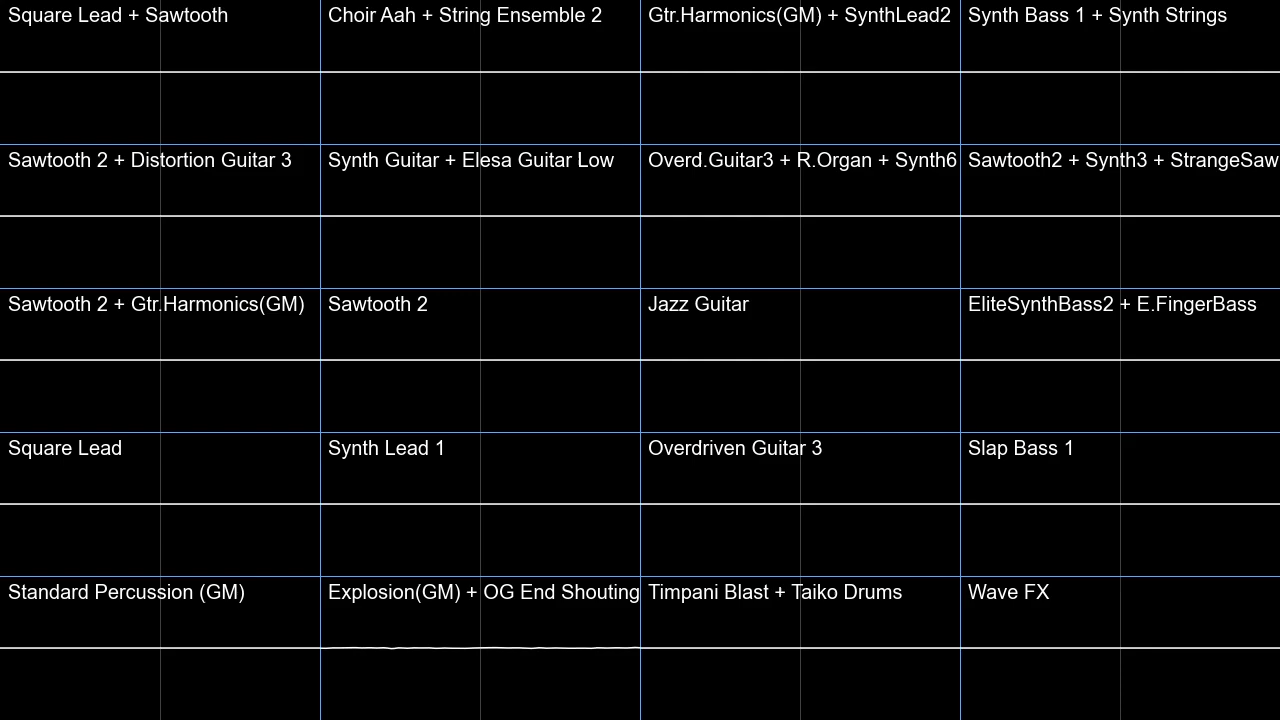 Square Lead + Sawtooth
Choir Aah + String Ensemble 2
Gtr.Harmonics(GM) + SynthLead2
Synth Bass 1 + Synth Strings
Sawtooth 2 + Distortion Guitar 3
Synth Guitar + Elesa Guitar Low
Overd.Guitar3 + R.Organ + Synth6
Sawtooth2 + Synth3 + StrangeSaw
Sawtooth 2 + Gtr.Harmonics(GM)
Sawtooth 2
Jazz Guitar
EliteSynthBass2 + E.FingerBass
Square Lead
Synth Lead 1
Overdriven Guitar 3
Slap Bass 1
Standard Percussion (GM)
Explosion(GM) + OG End Shouting
Timpani Blast + Taiko Drums
Wave FX